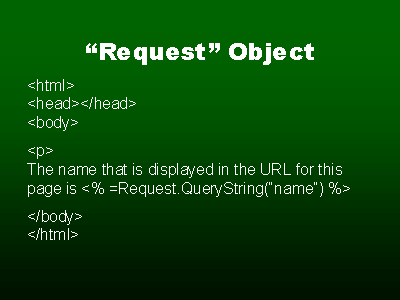 “Request” Object
<html>
<head></head>
<body>
<p>
The name that is displayed in the URL for this
page is <% =Request.QueryString(“name”) %>
</body>
</html>